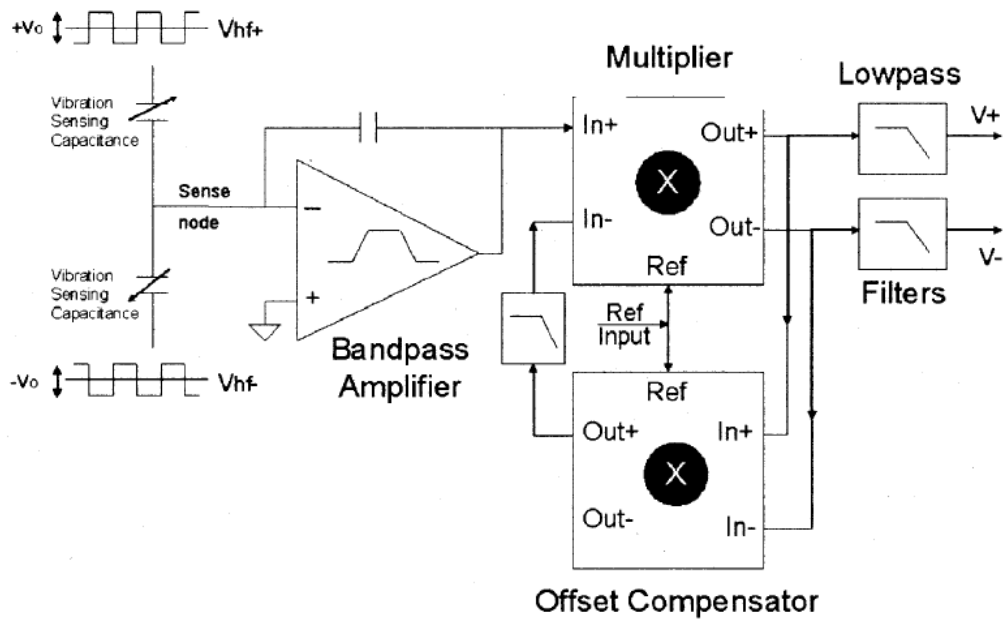 +Vo
Vhf+
Multiplier
Lowpass
Vibration
Sensing
Capacitance
In+
Out+
V+
X
Sense
node
−
In-
Out-
V-
Vibration
Sensing
Capacitance
+
Ref
Filters
Ref
Input
Bandpass
Amplifier
-Vo
Vhf-
Ref
Out+
In+
X
Out-
In-
Offset Compensator